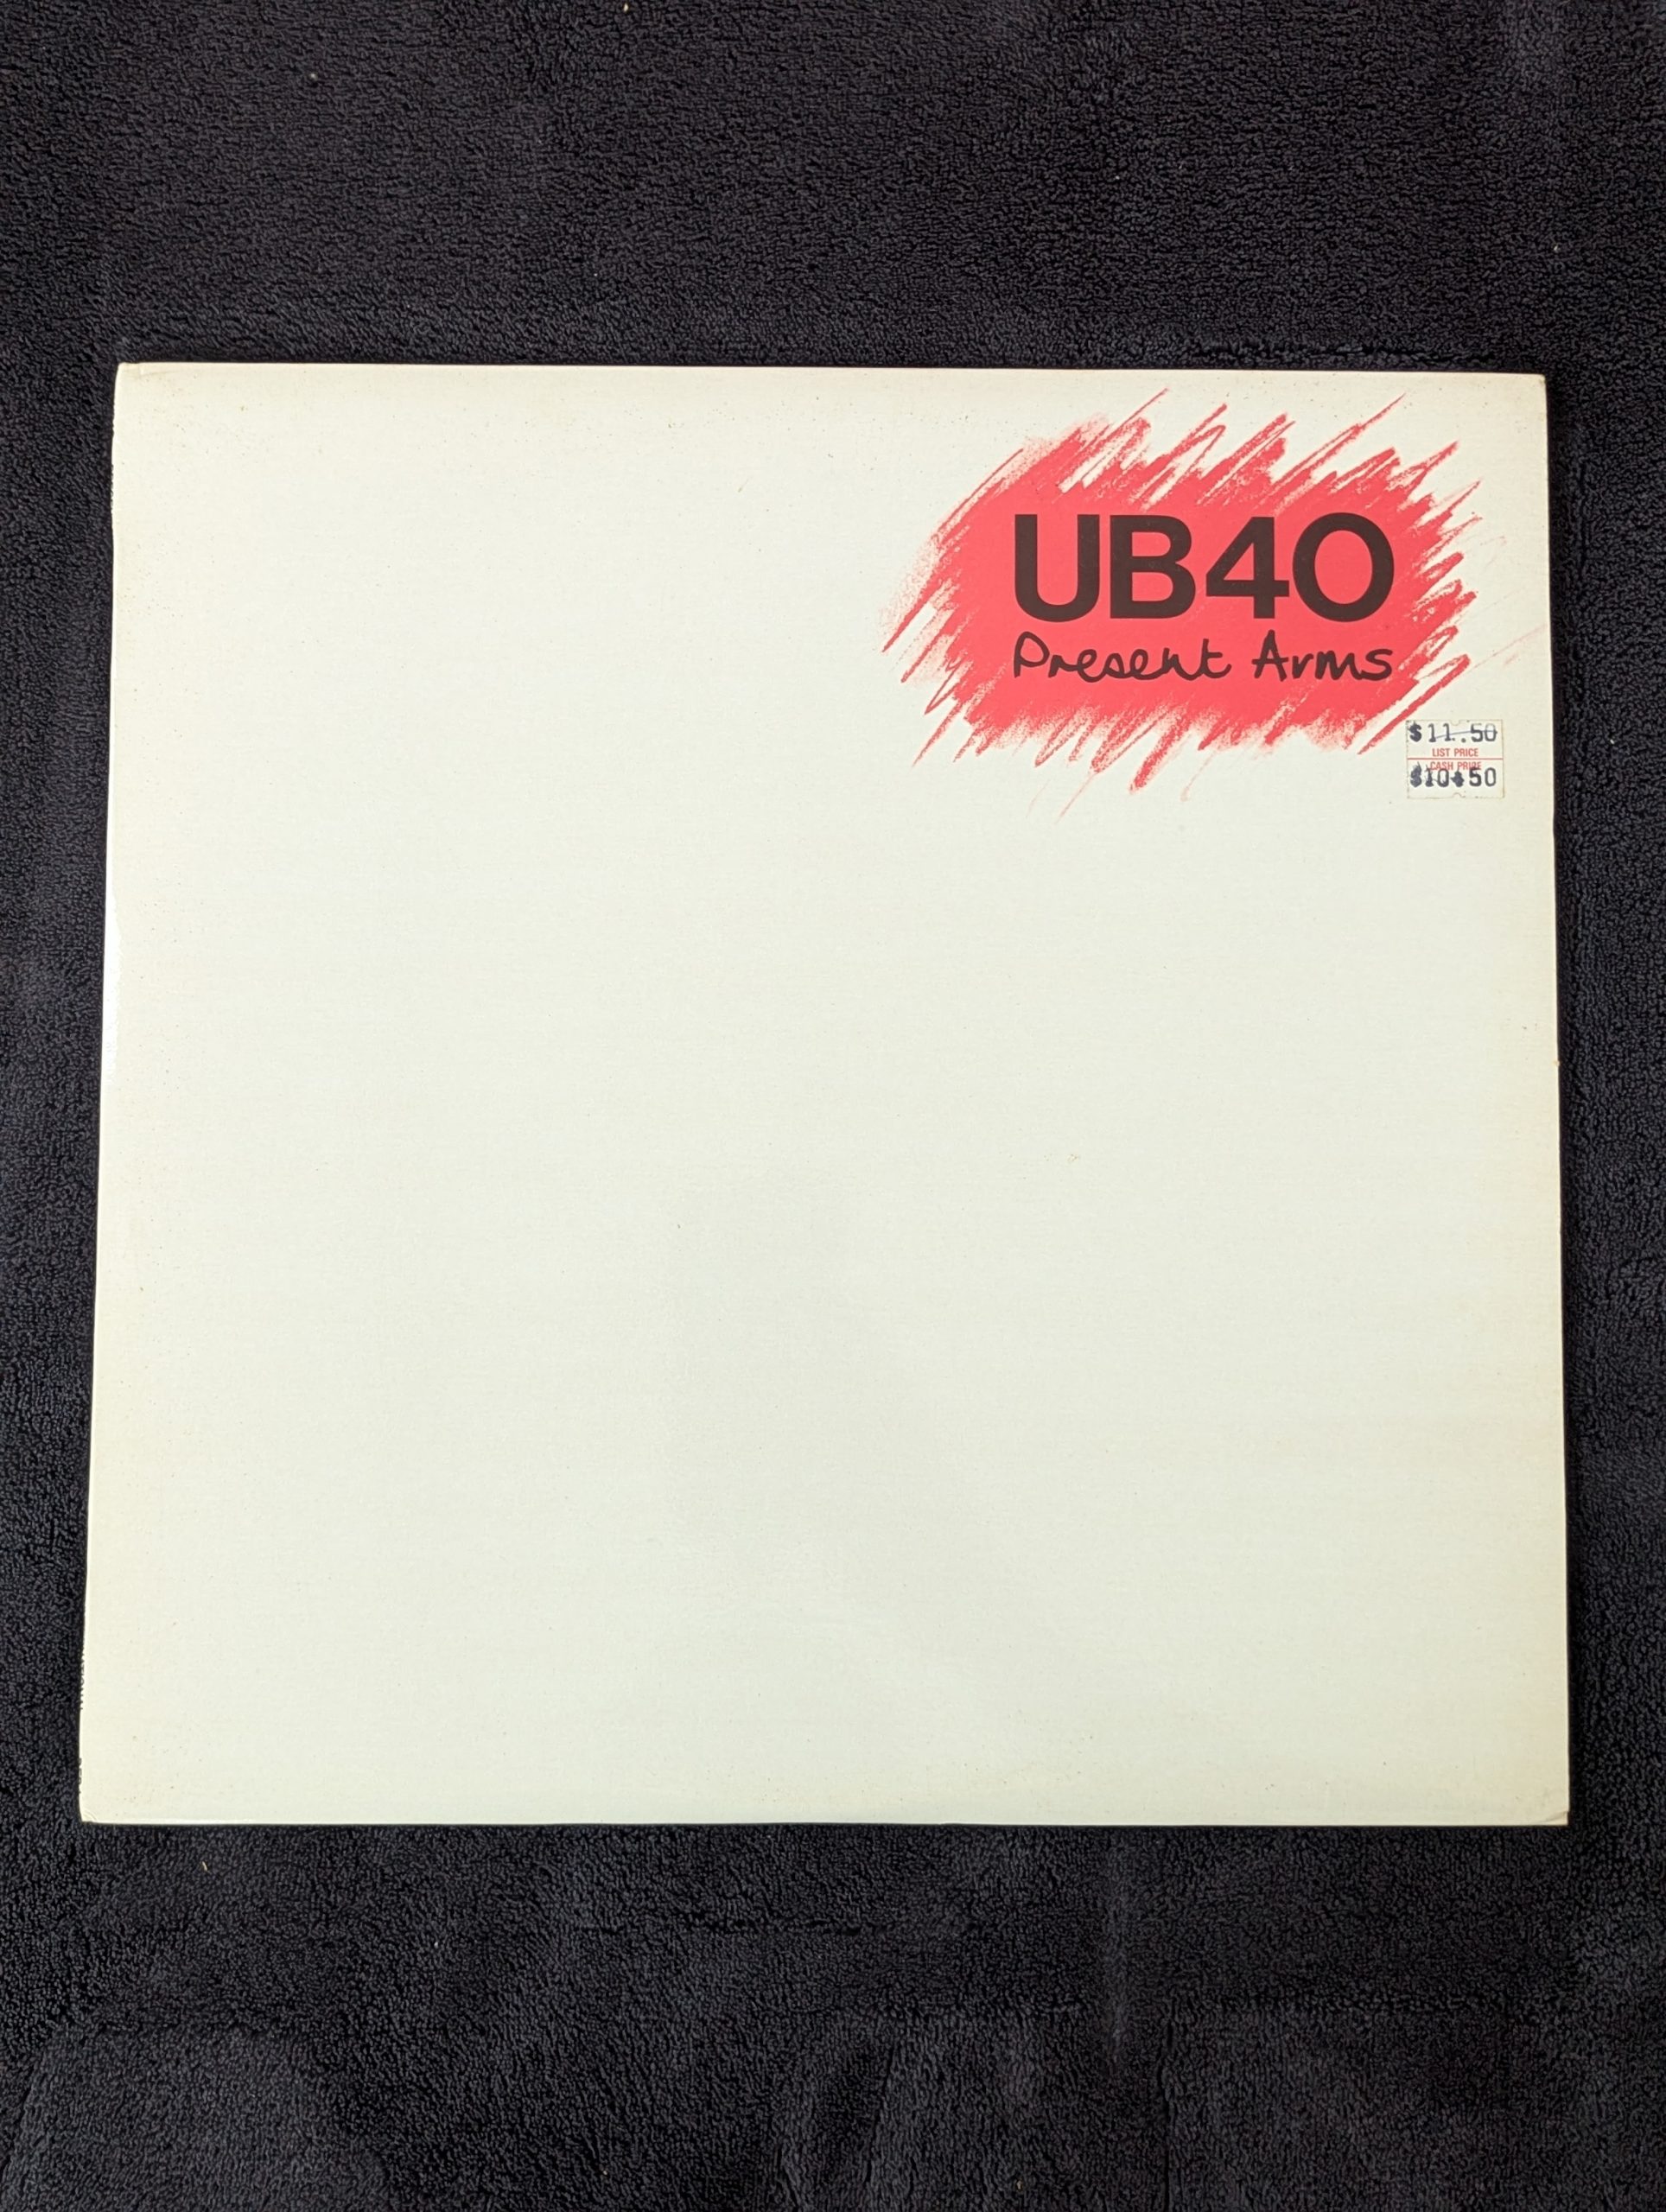 UB40
Present Arms
$11.50
LIST PRICE
CASH PRICE
$10.50